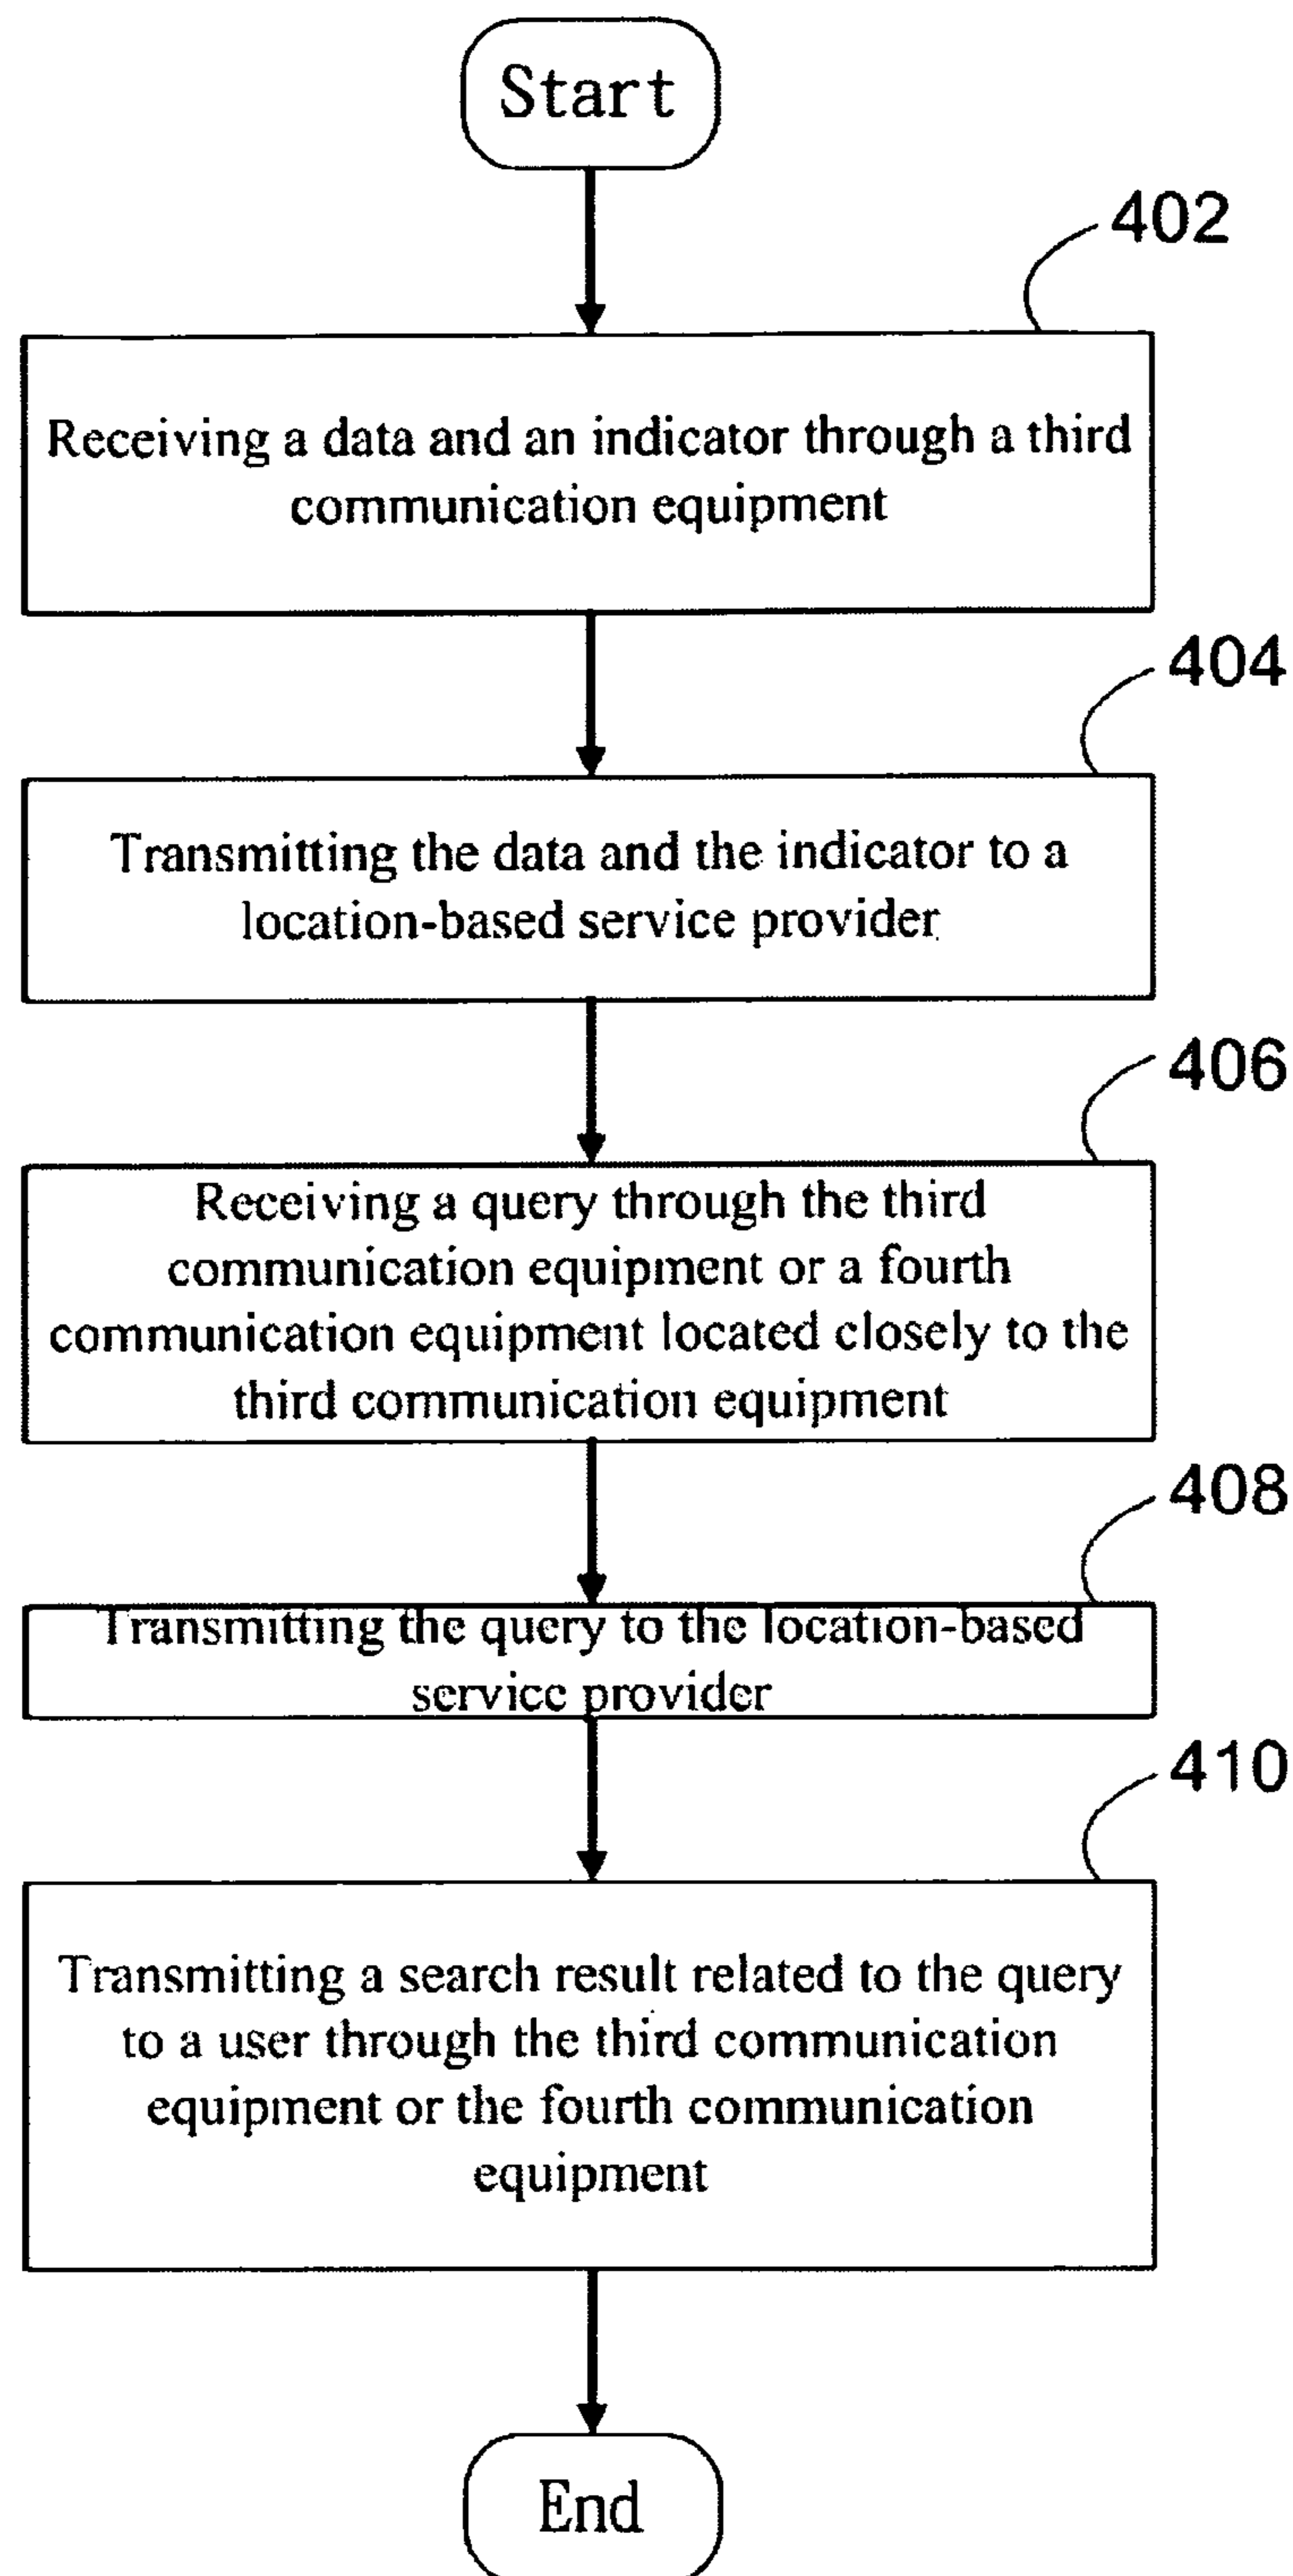 Start
402
Receiving a data and an indicator through a third
communication equipment
404
Transmitting the data and the indicator to a
location-based service provider
406
Receiving a query through the third
communication equipment or a fourth
communication equipment located closely to the
third communication equipment
408
Transmitting the query to the location-based
service provider
410
Transmitting a search result related to the query
to a user through the third communication
equipment or the fourth communication
equipment
End